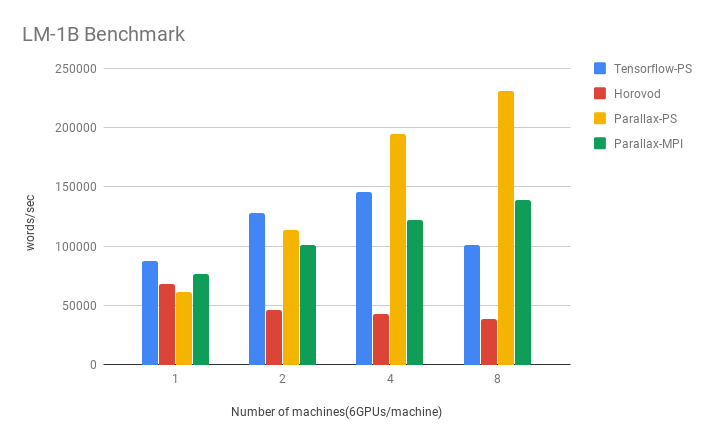 LM-1B Benchmark
250000
200000
150000
100000
50000
0
words/sec
1
2
4
8
Number of machines(6GPUs/machine)
Tensorflow-PS
Horovod
Parallax-PS
Parallax-MPI